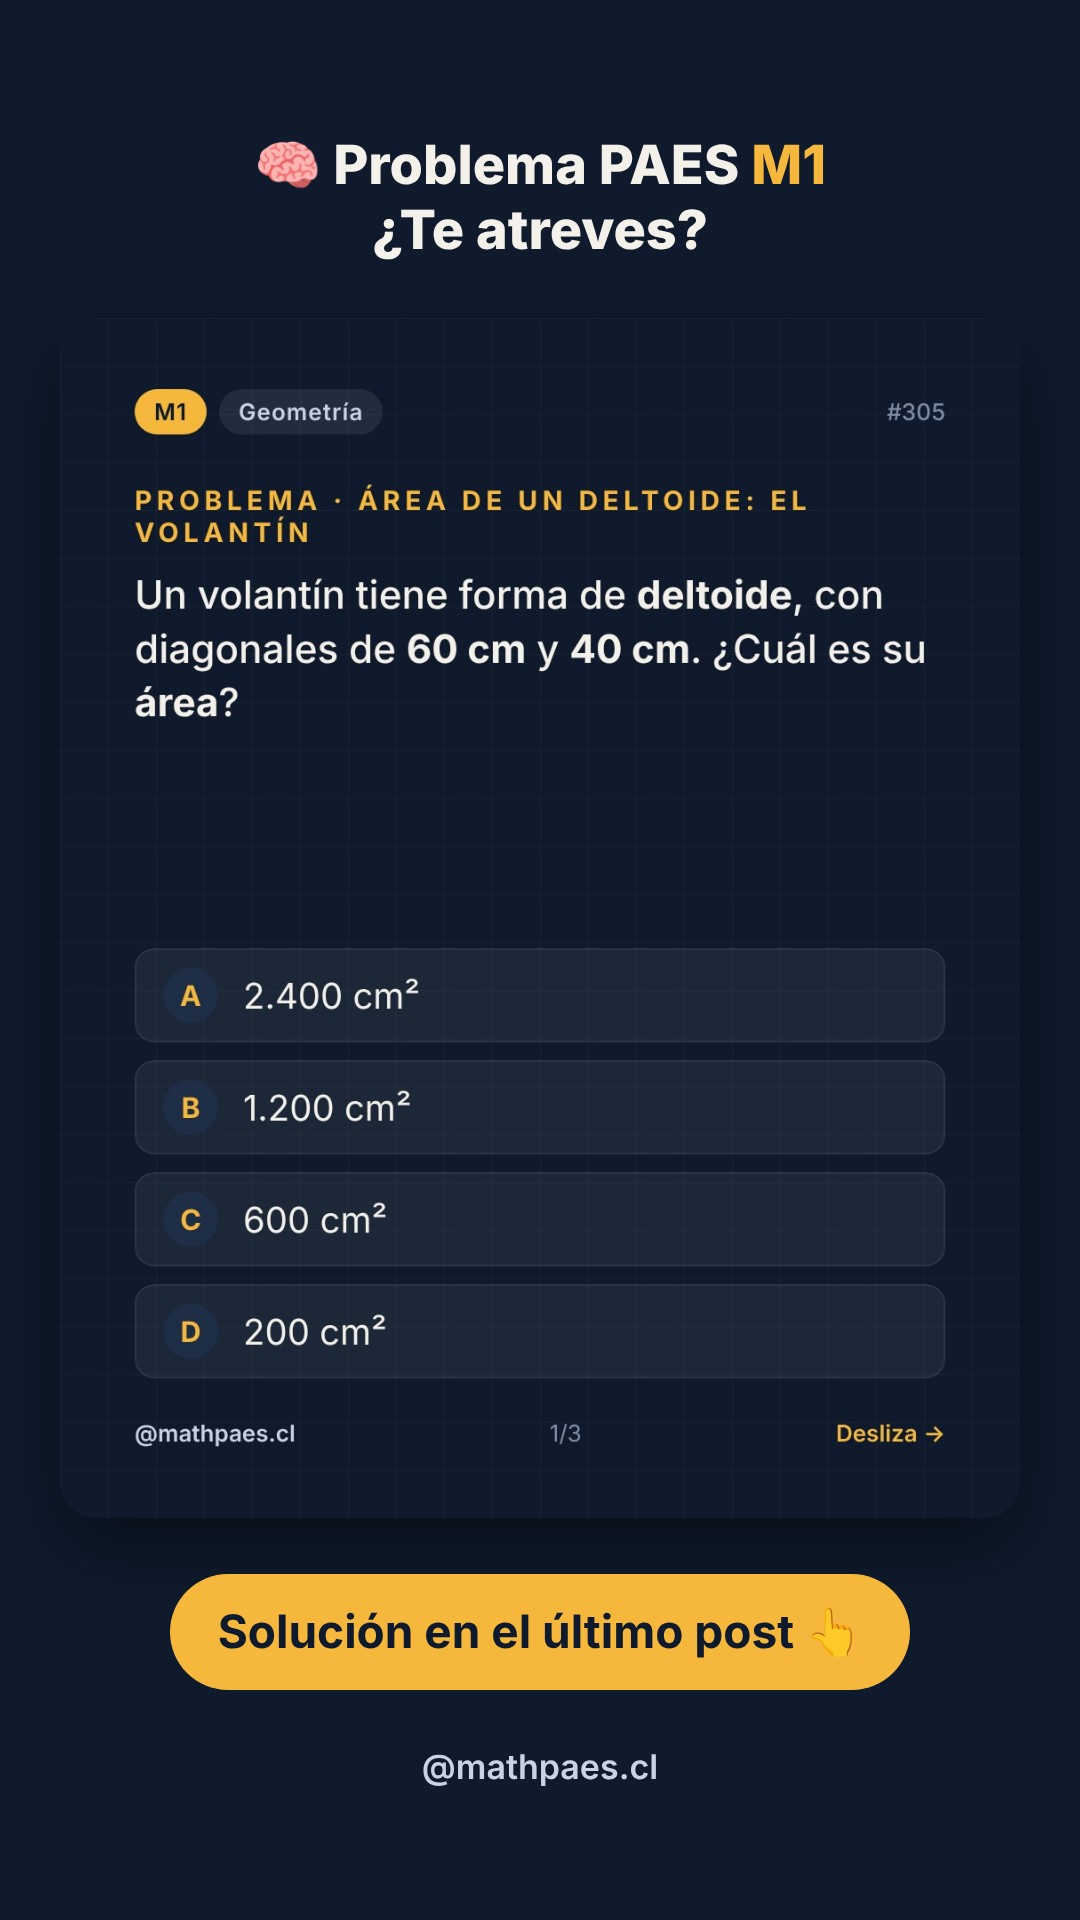 🧠 Problema PAES M1
¿Te atreves?
M1 Geometría #305
PROBLEMA · ÁREA DE UN DELTOIDE: EL
VOLANTÍN
Un volantín tiene forma de deltoide, con
diagonales de 60 cm y 40 cm. ¿Cuál es su
área?
A 2.400 cm²
B 1.200 cm²
C 600 cm²
D 200 cm²
@mathpaes.cl 1/3 Desliza →
Solución en el último post 👆
@mathpaes.cl